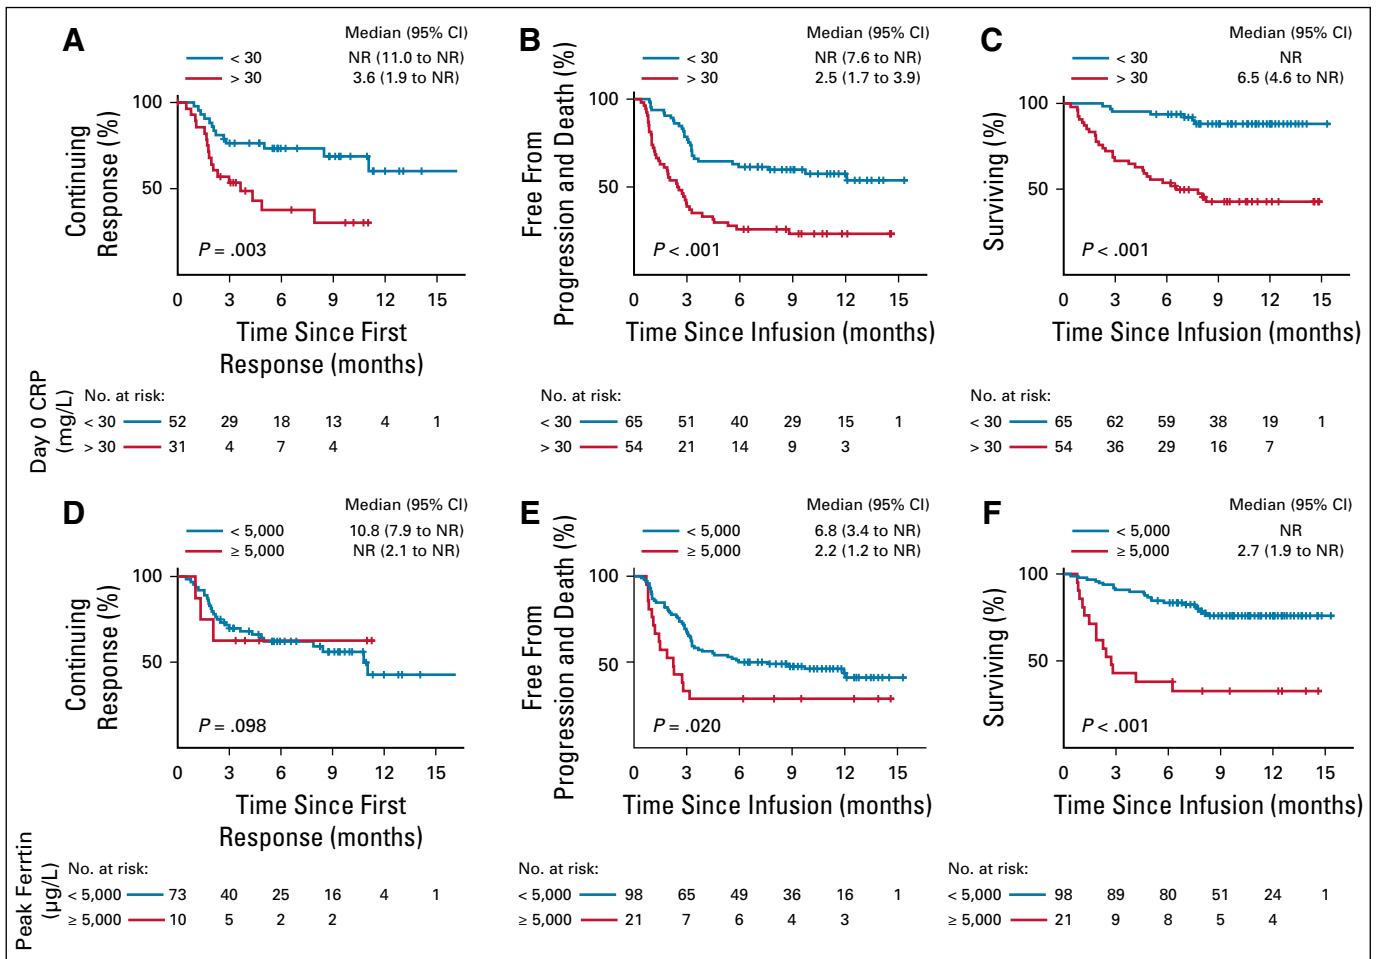 A
Median (95% CI)
< 30 NR (11.0 to NR)
> 30 3.6 (1.9 to NR)
Continuing
Response (%)
100
50
P = .003
0 3 6 9 12 15
Time Since First
Response (months)
B
Median (95% CI)
< 30 NR (7.6 to NR)
> 30 2.5 (1.7 to 3.9)
Free From
Progression and Death (%)
100
50
P < .001
0 3 6 9 12 15
Time Since Infusion (months)
C
Median (95% CI)
< 30 NR
> 30 6.5 (4.6 to NR)
Surviving (%)
100
50
P < .001
0 3 6 9 12 15
Time Since Infusion (months)
Day 0 CRP
(mg/L)
No. at risk:
< 30 52 29 18 13 4 1
> 30 31 4 7 4
No. at risk:
< 30 65 51 40 29 15 1
> 30 54 21 14 9 3
No. at risk:
< 30 65 62 59 38 19 1
> 30 54 36 29 16 7
D
Median (95% CI)
< 5,000 10.8 (7.9 to NR)
≥ 5,000 NR (2.1 to NR)
Continuing
Response (%)
100
50
P = .098
0 3 6 9 12 15
Time Since First
Response (months)
E
Median (95% CI)
< 5,000 6.8 (3.4 to NR)
≥ 5,000 2.2 (1.2 to NR)
Free From
Progression and Death (%)
100
50
P = .020
0 3 6 9 12 15
Time Since Infusion (months)
F
Median (95% CI)
< 5,000 NR
≥ 5,000 2.7 (1.9 to NR)
Surviving (%)
100
50
P < .001
0 3 6 9 12 15
Time Since Infusion (months)
Peak Ferrtin
(µg/L)
No. at risk:
< 5,000 73 40 25 16 4 1
≥ 5,000 10 5 2 2
No. at risk:
< 5,000 98 65 49 36 16 1
≥ 5,000 21 7 6 4 3
No. at risk:
< 5,000 98 89 80 51 24 1
≥ 5,000 21 9 8 5 4